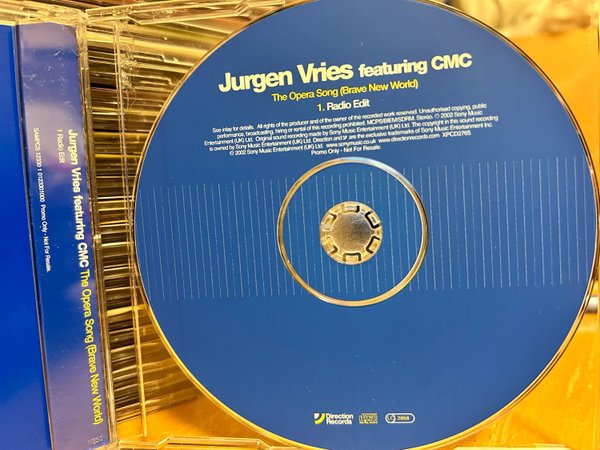 Jurgen Vries featuring CMC
The Opera Song (Brave New World)
1. Radio Edit
See inlay for details. All rights of the producer and of the owner of the recorded work reserved. Unauthorised copying, public
performance, broadcasting, hiring or rental of this recording prohibited. MCPS/BIEM/SDRM. Stereo. ℗ 2002 Sony Music
Entertainment (UK) Ltd. Original sound recording made by Sony Music Entertainment (UK) Ltd. The copyright in this sound recording
is owned by Sony Music Entertainment (UK) Ltd. Direction and are the exclusive trademarks of Sony Music Entertainment Inc.
© 2002 Sony Music Entertainment (UK) Ltd. www.sonymusic.co.uk www.directionrecords.com XPCD2765
Promo Only - Not For Resale.
Direction
Records
LC 2868
Jurgen Vries featuring CMC The Opera Song (Brave New World)
1. Radio Edit
SAMPCS 12230 1 01223001000 Promo Only - Not For Resale.